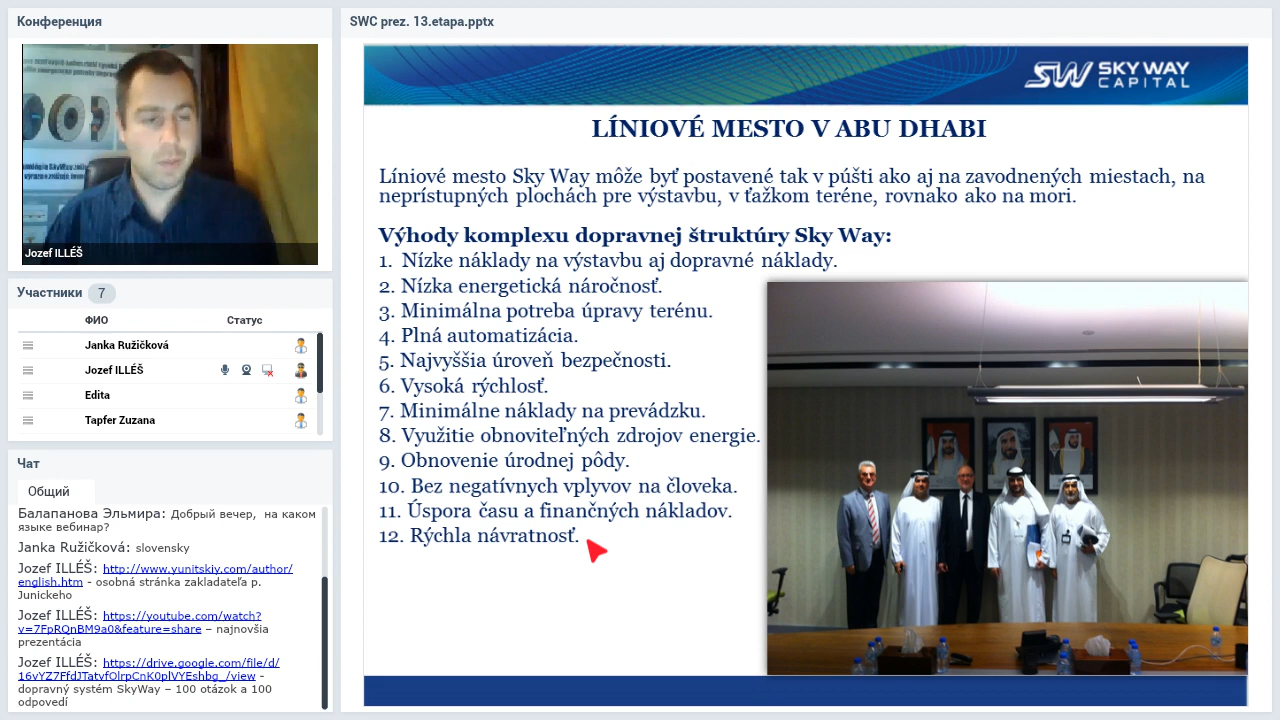 Конференция
Jozef ILLÉŠ
Участники 7
ФИО Статус
Janka Ružičková
Jozef ILLÉŠ
Edita
Tapfer Zuzana
Чат
Общий
Балапанова Эльмира: Добрый вечер, на каком
языке вебинар?
Janka Ružičková: slovensky
Jozef ILLÉŠ: http://www.yunitskiy.com/author/
english.htm - osobná stránka zakladateľa p.
Junickeho
Jozef ILLÉŠ: https://youtube.com/watch?
v=7FpRQnBM9a0&feature=share – najnovšia
prezentácia
Jozef ILLÉŠ: https://drive.google.com/file/d/
16vYZ7FfdJTatvfOlrpCnK0plVYEshbg_/view -
dopravný systém SkyWay – 100 otázok a 100
odpovedí
SWC prez. 13.etapa.pptx
SW SKY WAY
CAPITAL
LÍNIOVÉ MESTO V ABU DHABI
Líniové mesto Sky Way môže byť postavené tak v púšti ako aj na zavodnených miestach, na
neprístupných plochách pre výstavbu, v ťažkom teréne, rovnako ako na mori.
Výhody komplexu dopravnej štruktúry Sky Way:
1. Nízke náklady na výstavbu aj dopravné náklady.
2. Nízka energetická náročnosť.
3. Minimálna potreba úpravy terénu.
4. Plná automatizácia.
5. Najvyššia úroveň bezpečnosti.
6. Vysoká rýchlosť.
7. Minimálne náklady na prevádzku.
8. Využitie obnoviteľných zdrojov energie.
9. Obnovenie úrodnej pôdy.
10. Bez negatívnych vplyvov na človeka.
11. Úspora času a finančných nákladov.
12. Rýchla návratnosť.